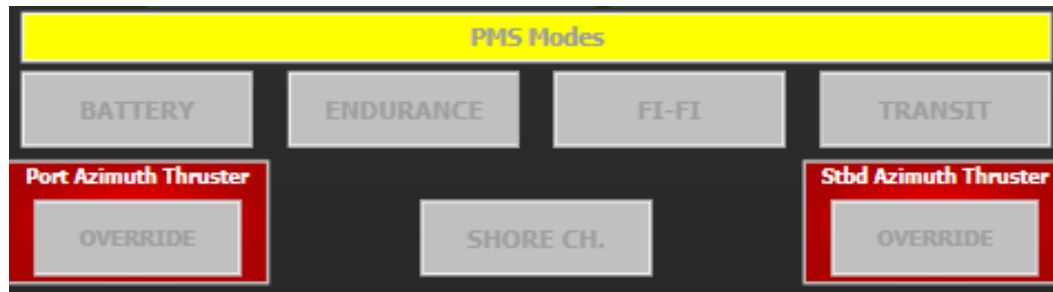 PMS Modes
BATTERY ENDURANCE FI-FI TRANSIT
Port Azimuth Thruster Stbd Azimuth Thruster
OVERRIDE SHORE CH. OVERRIDE